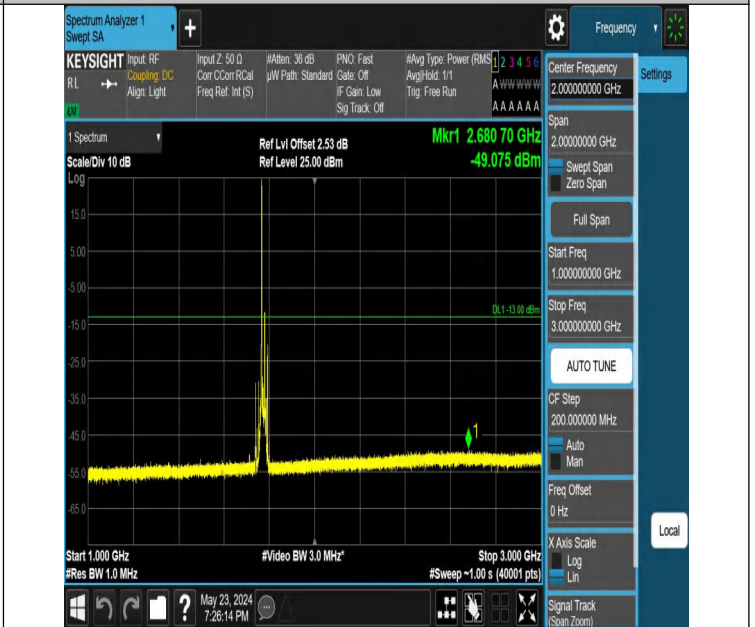 Spectrum Analyzer 1
Swept SA
+
Frequency
KEYSIGHT
RL
LXI
Input: RF
Coupling: DC
Align: Light
Input Z: 50 Ω
Corr CCorr RCal
Freq Ref: Int (S)
#Atten: 36 dB
µW Path: Standard
PNO: Fast
Gate: Off
IF Gain: Low
Sig Track: Off
#Avg Type: Power (RMS
Avg|Hold: 1/1
Trig: Free Run
1 2 3 4 5 6
A W W W W W
A A A A A A
1 Spectrum
Scale/Div 10 dB
Log
Ref Lvl Offset 2.53 dB
Ref Level 25.00 dBm
Mkr1 2.680 70 GHz
-49.075 dBm
15.0
5.00
-5.00
DL1 -13.00 dBm
-15.0
-25.0
-35.0
-45.0
1
-55.0
-65.0
Start 1.000 GHz
#Res BW 1.0 MHz
#Video BW 3.0 MHz*
Stop 3.000 GHz
#Sweep ~1.00 s (40001 pts)
?
May 23, 2024
7:26:14 PM
Center Frequency
2.000000000 GHz
Settings
Span
2.00000000 GHz
Swept Span
Zero Span
Full Span
Start Freq
1.000000000 GHz
Stop Freq
3.000000000 GHz
AUTO TUNE
CF Step
200.000000 MHz
Auto
Man
Freq Offset
0 Hz
X Axis Scale
Log
Lin
Local
Signal Track
(Span Zoom)